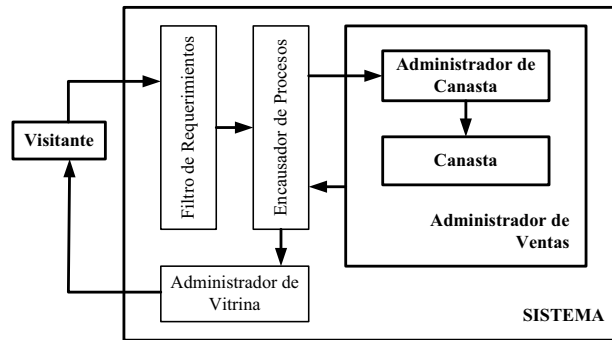 Visitante
Filtro de Requerimientos
Encausador de Procesos
Administrador de
Canasta
Canasta
Administrador de
Ventas
Administrador de
Vitrina
SISTEMA